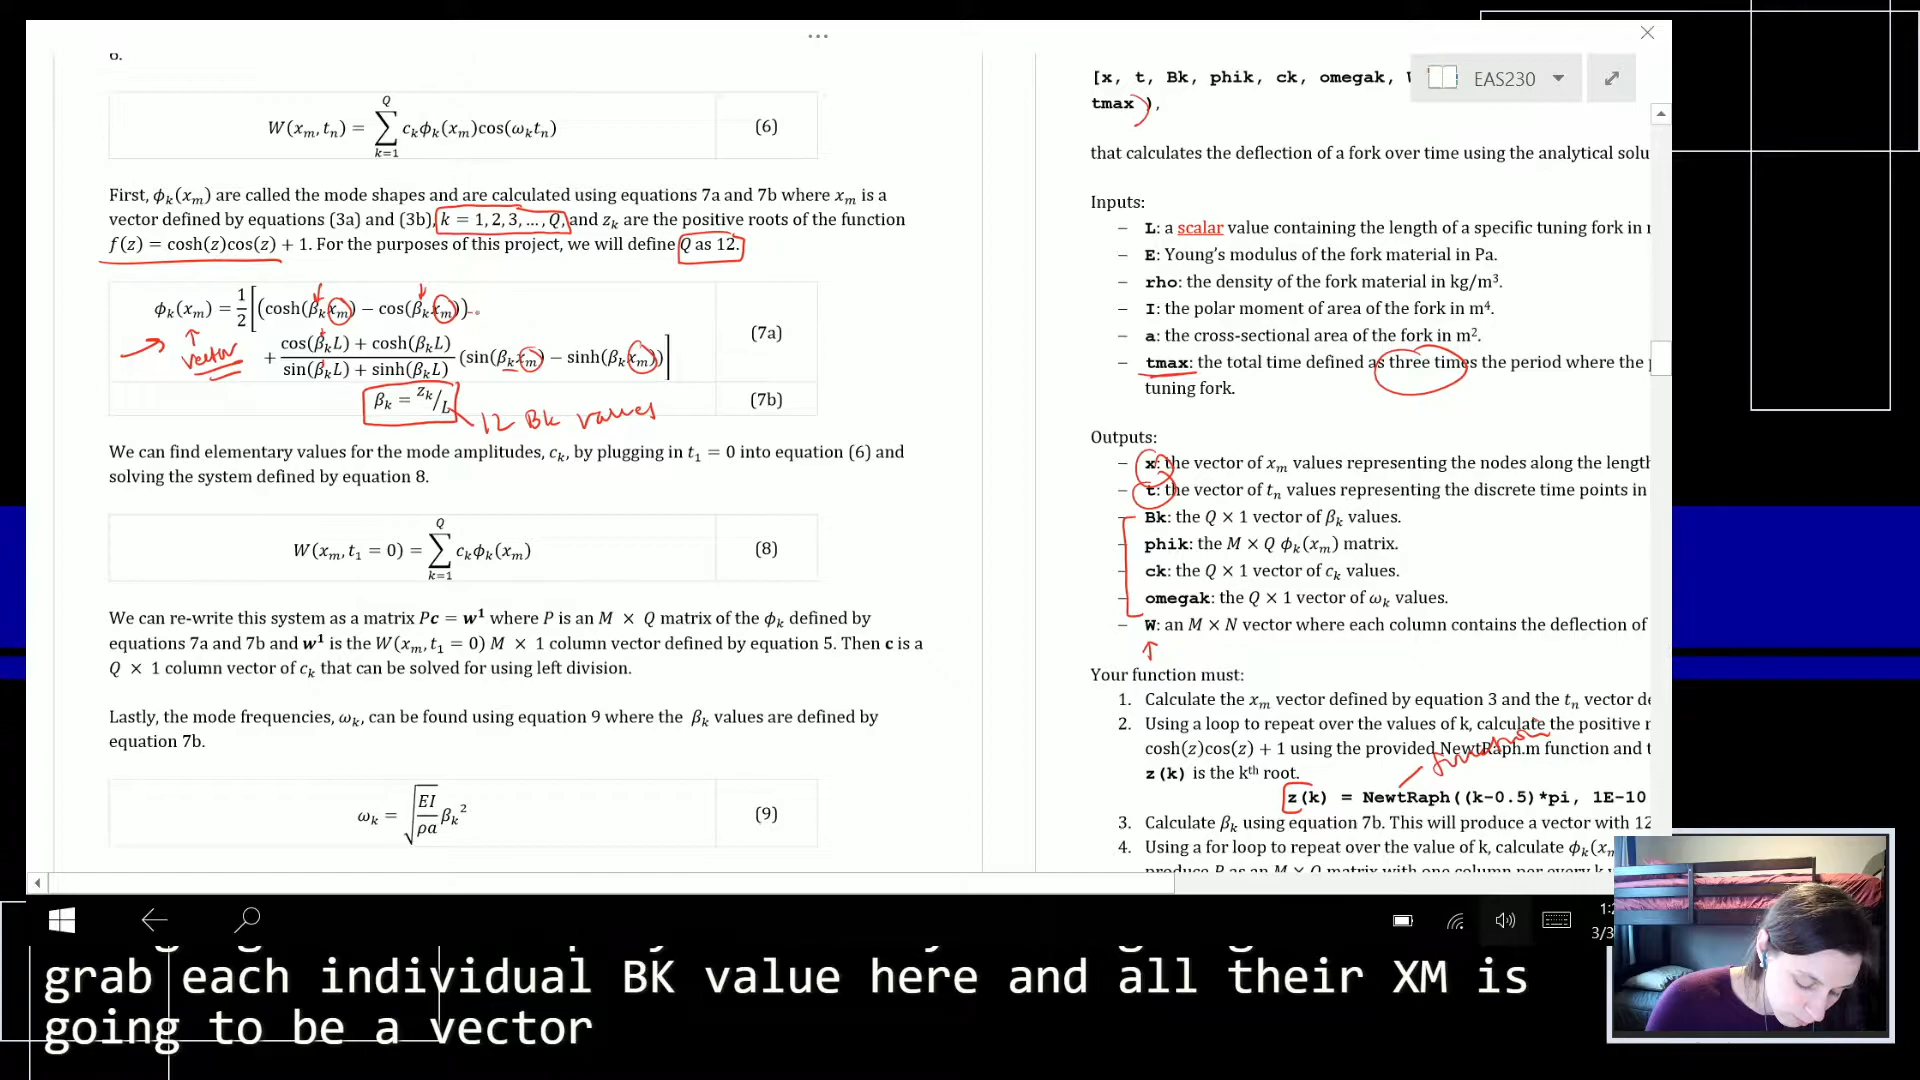 6.
W(x_m, t_n) = Q ∑ k=1 c_k ϕ_k(x_m)cos(ω_k t_n) (6)
First, ϕ_k(x_m) are called the mode shapes and are calculated using equations 7a and 7b where x_m is a
vector defined by equations (3a) and (3b), k = 1, 2, 3, ..., Q, and z_k are the positive roots of the function
f(z) = cosh(z)cos(z) + 1. For the purposes of this project, we will define Q as 12.
ϕ_k(x_m) = 1/2 [(cosh(β_k x_m) − cos(β_k x_m))
+ cos(β_k L) + cosh(β_k L) / sin(β_k L) + sinh(β_k L) (sin(β_k x_m) − sinh(β_k x_m))] (7a)
vector
β_k = z_k/L (7b)
12 Bk values
We can find elementary values for the mode amplitudes, c_k, by plugging in t_1 = 0 into equation (6) and
solving the system defined by equation 8.
W(x_m, t_1 = 0) = Q ∑ k=1 c_k ϕ_k(x_m) (8)
We can re-write this system as a matrix Pc = w^1 where P is an M × Q matrix of the ϕ_k defined by
equations 7a and 7b and w^1 is the W(x_m, t_1 = 0) M × 1 column vector defined by equation 5. Then c is a
Q × 1 column vector of c_k that can be solved for using left division.
Lastly, the mode frequencies, ω_k, can be found using equation 9 where the β_k values are defined by
equation 7b.
ω_k = √(EI/ρa) β_k^2 (9)
[x, t, Bk, phik, ck, omegak,
tmax ),
EAS230
that calculates the deflection of a fork over time using the analytical solu
Inputs:
– L: a scalar value containing the length of a specific tuning fork in
– E: Young's modulus of the fork material in Pa.
– rho: the density of the fork material in kg/m³.
– I: the polar moment of area of the fork in m⁴.
– a: the cross-sectional area of the fork in m².
– tmax: the total time defined as three times the period where the
tuning fork.
Outputs:
– x: the vector of x_m values representing the nodes along the length
– t: the vector of t_n values representing the discrete time points in
– Bk: the Q × 1 vector of β_k values.
– phik: the M × Q ϕ_k(x_m) matrix.
– ck: the Q × 1 vector of c_k values.
– omegak: the Q × 1 vector of ω_k values.
– W: an M × N vector where each column contains the deflection of
Your function must:
1. Calculate the x_m vector defined by equation 3 and the t_n vector de
2. Using a loop to repeat over the values of k, calculate the positive
cosh(z)cos(z) + 1 using the provided NewtRaph.m function and t
function
z(k) is the kth root.
z(k) = NewtRaph((k-0.5)*pi, 1E-10
3. Calculate β_k using equation 7b. This will produce a vector with 12
4. Using a for loop to repeat over the value of k, calculate ϕ_k(x
produce P as an M × Q matrix with one column per every k
3/3
grab each individual BK value here and all their XM is
going to be a vector